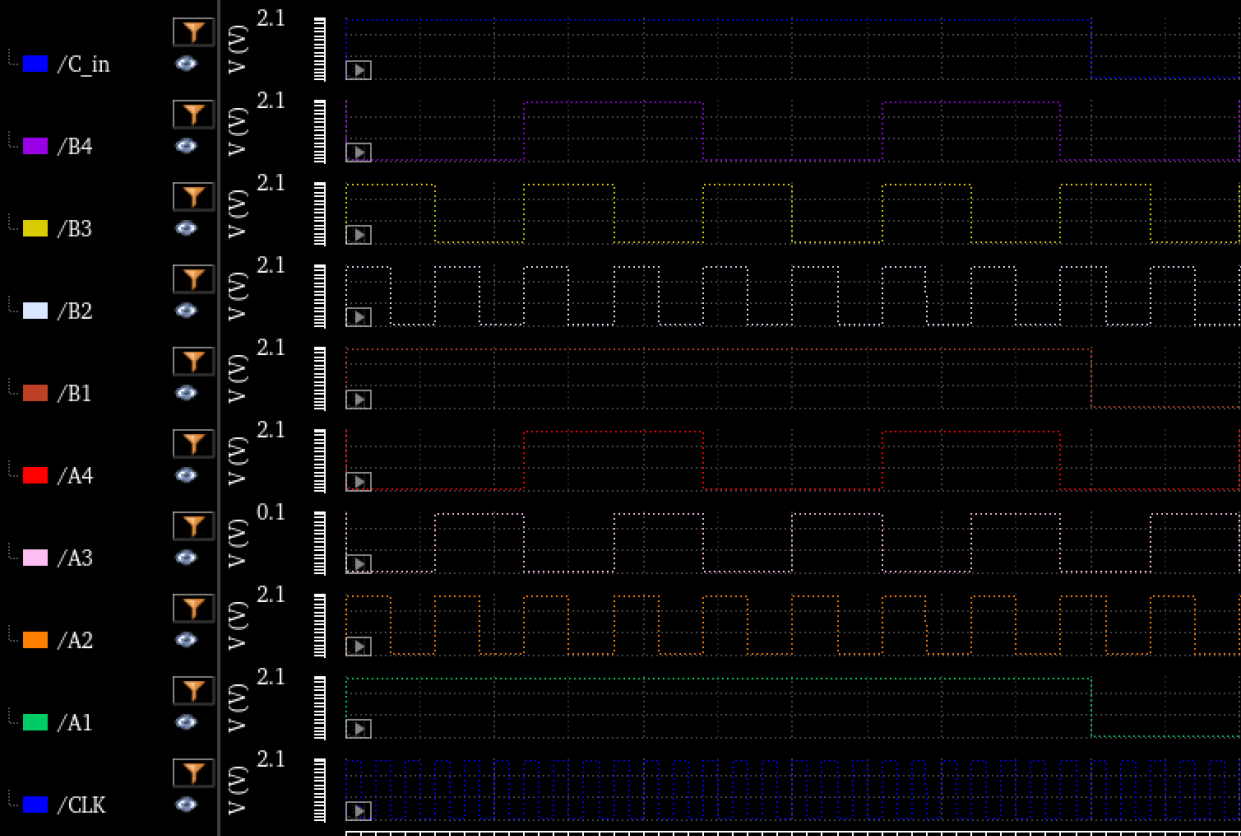 2.1
V (V)
/C_in
2.1
V (V)
/B4
2.1
V (V)
/B3
2.1
V (V)
/B2
2.1
V (V)
/B1
2.1
V (V)
/A4
0.1
V (V)
/A3
2.1
V (V)
/A2
2.1
V (V)
/A1
2.1
V (V)
/CLK